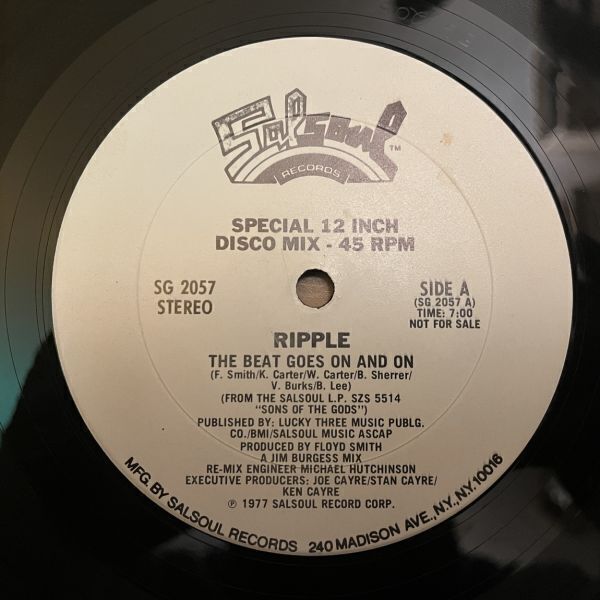 Salsoul
TM
RECORDS
SPECIAL 12 INCH
DISCO MIX - 45 RPM
SG 2057
STEREO
SIDE A
(SG 2057 A)
TIME: 7:00
NOT FOR SALE
RIPPLE
THE BEAT GOES ON AND ON
(F. Smith/K. Carter/W. Carter/B. Sherrer/
V. Burks/B. Lee)
(FROM THE SALSOUL L.P. SZS 5514
"SONS OF THE GODS")
PUBLISHED BY: LUCKY THREE MUSIC PUBLG.
CO./BMI/SALSOUL MUSIC ASCAP
PRODUCED BY FLOYD SMITH
A JIM BURGESS MIX
RE-MIX ENGINEER MICHAEL HUTCHINSON
EXECUTIVE PRODUCERS: JOE CAYRE/STAN CAYRE/
KEN CAYRE
℗ 1977 SALSOUL RECORD CORP.
MFG. BY SALSOUL RECORDS 240 MADISON AVE., N.Y., N.Y. 10016